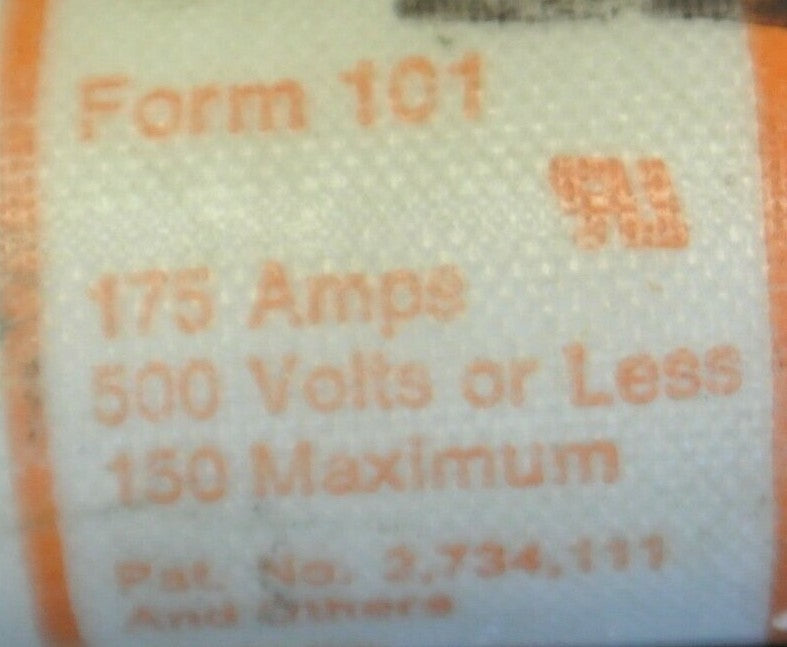 Form 101
175 Amps
500 Volts or Less
150 Maximum
Pat. No. 2,734,111
And Others